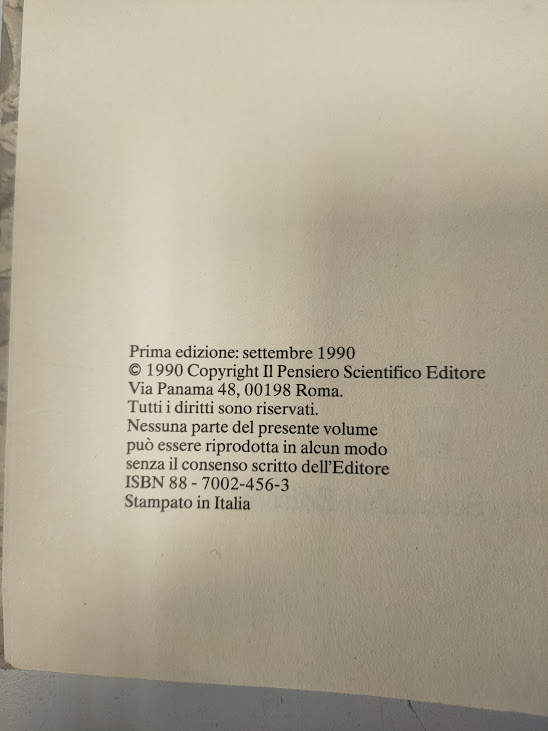 Prima edizione: settembre 1990
© 1990 Copyright Il Pensiero Scientifico Editore
Via Panama 48, 00198 Roma.
Tutti i diritti sono riservati.
Nessuna parte del presente volume
può essere riprodotta in alcun modo
senza il consenso scritto dell'Editore
ISBN 88 - 7002-456-3
Stampato in Italia